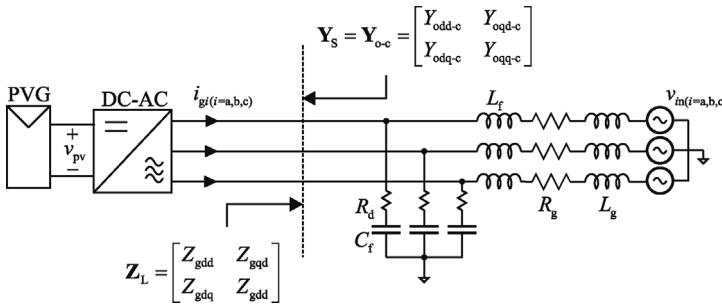 Y_S = Y_o-c = [Y_odd-c Y_oqd-c
Y_odq-c Y_oqq-c]
PVG
DC-AC
i_gi(i=a,b,c)
L_f
v_in(i=a,b,c
+
v_pv
−
R_d
C_f
R_g
L_g
Z_L = [Z_gdd Z_gqd
Z_gdq Z_gdd]